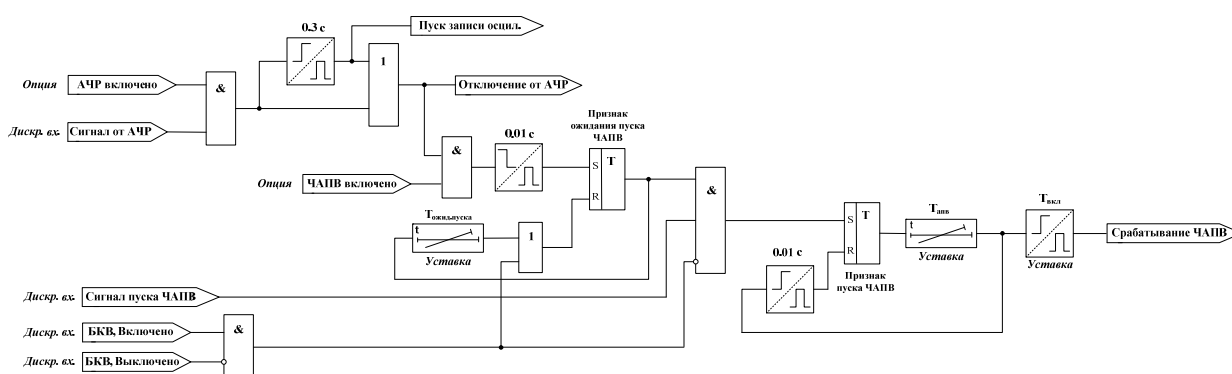 0.3 с
Пуск записи осцил.
Опция
АЧР включено
&
1
Отключение от АЧР
Дискр. вх.
Сигнал от АЧР
Признак
ожидания пуска
ЧАПВ
0.01 с
&
S
T
R
&
Опция
ЧАПВ включено
Tожид.пуска
t
Уставка
1
S
T
R
Tапв
t
Уставка
Tвкл
Уставка
Срабатывание ЧАПВ
0.01 с
Признак
пуска ЧАПВ
Дискр. вх.
Сигнал пуска ЧАПВ
Дискр. вх.
БКВ, Включено
&
Дискр. вх.
БКВ, Выключено